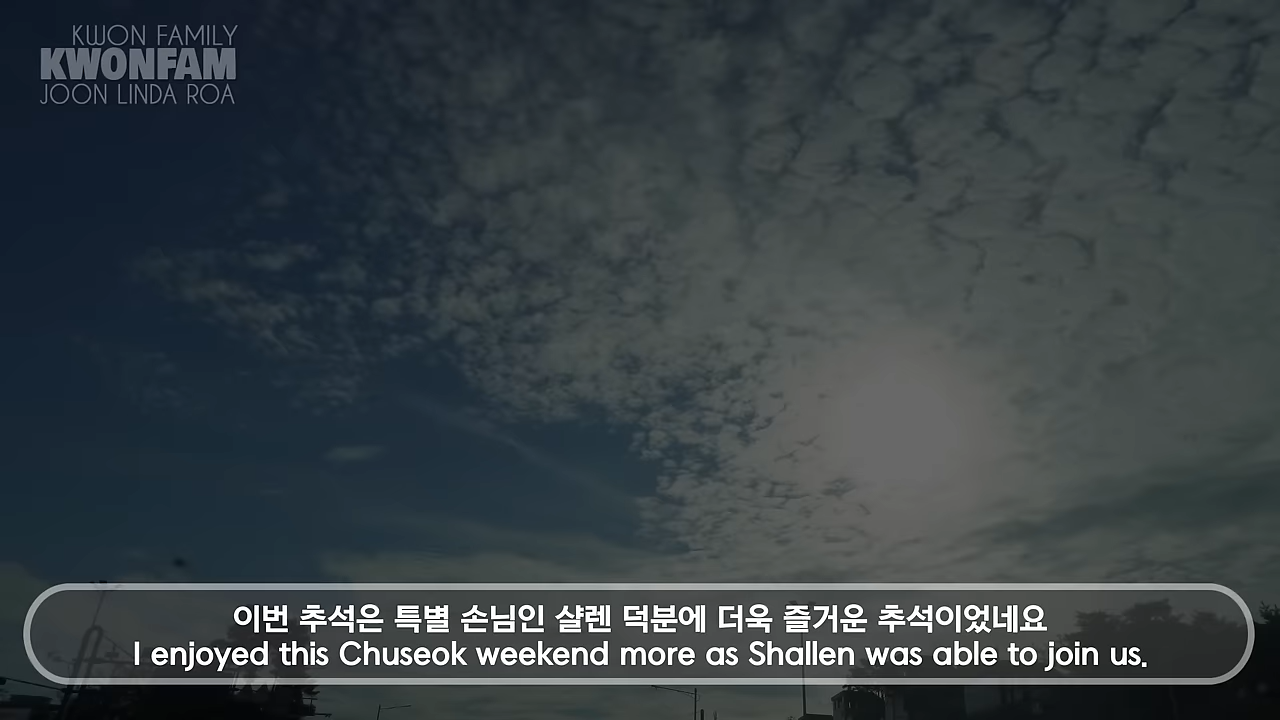 KWON FAMILY
KWONFAM
JOON LINDA ROA
이번 추석은 특별 손님인 샬렌 덕분에 더욱 즐거운 추석이었네요
I enjoyed this Chuseok weekend more as Shallen was able to join us.